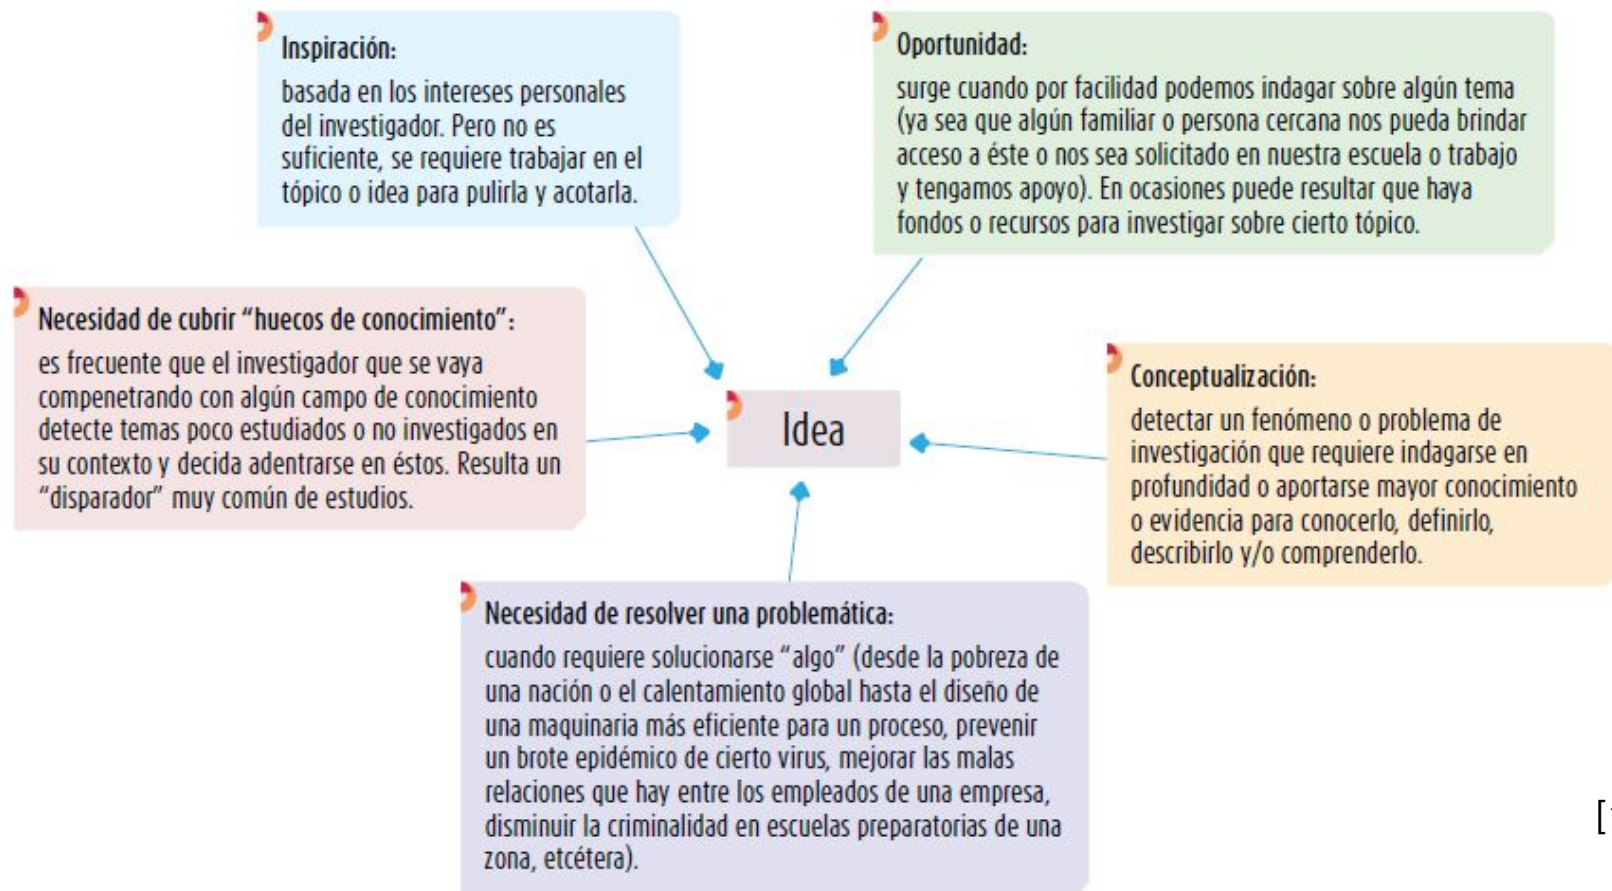 Inspiración:
basada en los intereses personales
del investigador. Pero no es
suficiente, se requiere trabajar en el
tópico o idea para pulirla y acotarla.
Oportunidad:
surge cuando por facilidad podemos indagar sobre algún tema
(ya sea que algún familiar o persona cercana nos pueda brindar
acceso a éste o nos sea solicitado en nuestra escuela o trabajo
y tengamos apoyo). En ocasiones puede resultar que haya
fondos o recursos para investigar sobre cierto tópico.
Necesidad de cubrir “huecos de conocimiento”:
es frecuente que el investigador que se vaya
compenetrando con algún campo de conocimiento
detecte temas poco estudiados o no investigados en
su contexto y decida adentrarse en éstos. Resulta un
“disparador” muy común de estudios.
Idea
Conceptualización:
detectar un fenómeno o problema de
investigación que requiere indagarse en
profundidad o aportarse mayor conocimiento
o evidencia para conocerlo, definirlo,
describirlo y/o comprenderlo.
Necesidad de resolver una problemática:
cuando requiere solucionarse “algo” (desde la pobreza de
una nación o el calentamiento global hasta el diseño de
una maquinaria más eficiente para un proceso, prevenir
un brote epidémico de cierto virus, mejorar las malas
relaciones que hay entre los empleados de una empresa,
disminuir la criminalidad en escuelas preparatorias de una
zona, etcétera).
[